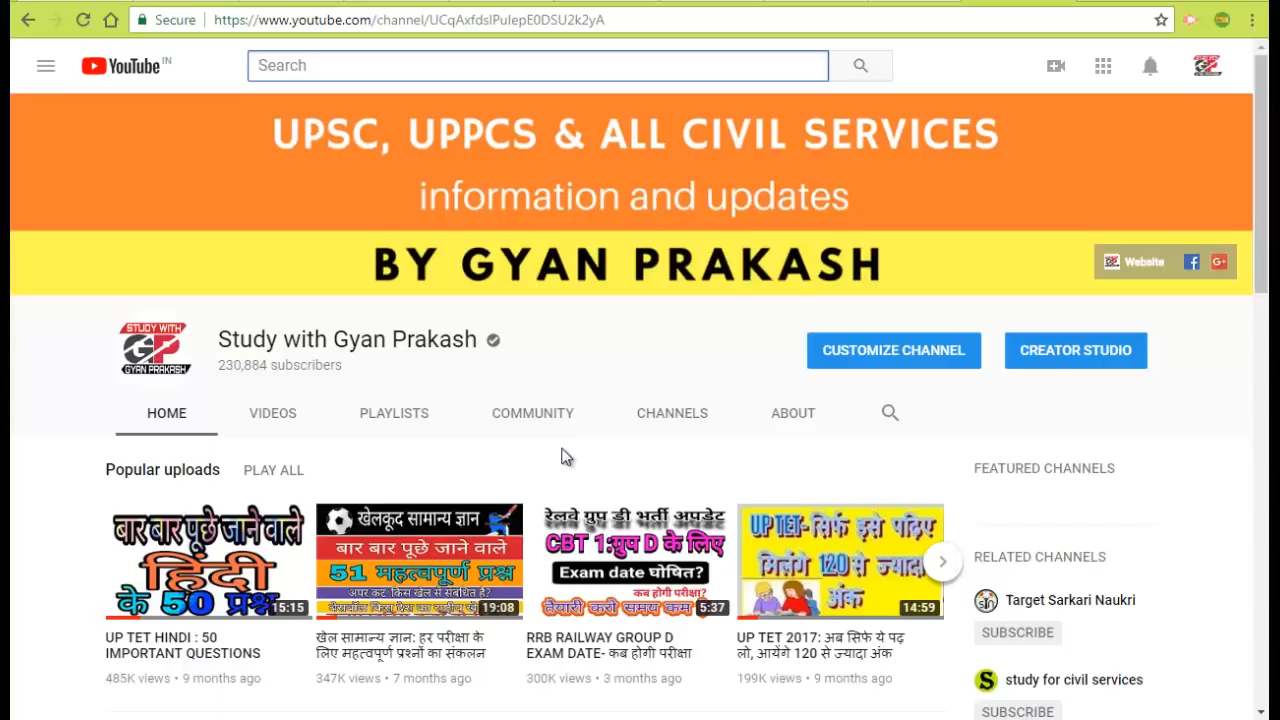 Secure
https://www.youtube.com/channel/UCqAxfdslPulepE0DSU2k2yA
YouTube IN
Search
UPSC, UPPCS & ALL CIVIL SERVICES
information and updates
BY GYAN PRAKASH
Website
STUDY WITH
GP
GYAN PRAKASH
Study with Gyan Prakash
230,884 subscribers
CUSTOMIZE CHANNEL
CREATOR STUDIO
HOME
VIDEOS
PLAYLISTS
COMMUNITY
CHANNELS
ABOUT
Popular uploads
PLAY ALL
FEATURED CHANNELS
बार बार पूछे जाने वाले
हिंदी
के 50 प्रश्न
15:15
खेलकूद सामान्य ज्ञान
बार बार पूछे जाने वाले
51 महत्वपूर्ण प्रश्न
अपर कट किस खेल से संबंधित है?
19:08
रेलवे ग्रुप डी भर्ती अपडेट
CBT 1:ग्रुप D के लिए
Exam date घोषित?
कब होगी परीक्षा?
तैयारी करो समय कम
5:37
UP TET-सिर्फ इसे पढ़िए
मिलेंगे 120 से ज्यादा
अंक
14:59
UP TET HINDI : 50
IMPORTANT QUESTIONS
485K views • 9 months ago
खेल सामान्य ज्ञान: हर परीक्षा के
लिए महत्वपूर्ण प्रश्नों का संकलन
347K views • 7 months ago
RRB RAILWAY GROUP D
EXAM DATE- कब होगी परीक्षा
300K views • 3 months ago
UP TET 2017: अब सिर्फ ये पढ़
लो, आयेंगे 120 से ज्यादा अंक
199K views • 9 months ago
RELATED CHANNELS
Target Sarkari Naukri
SUBSCRIBE
study for civil services
SUBSCRIBE